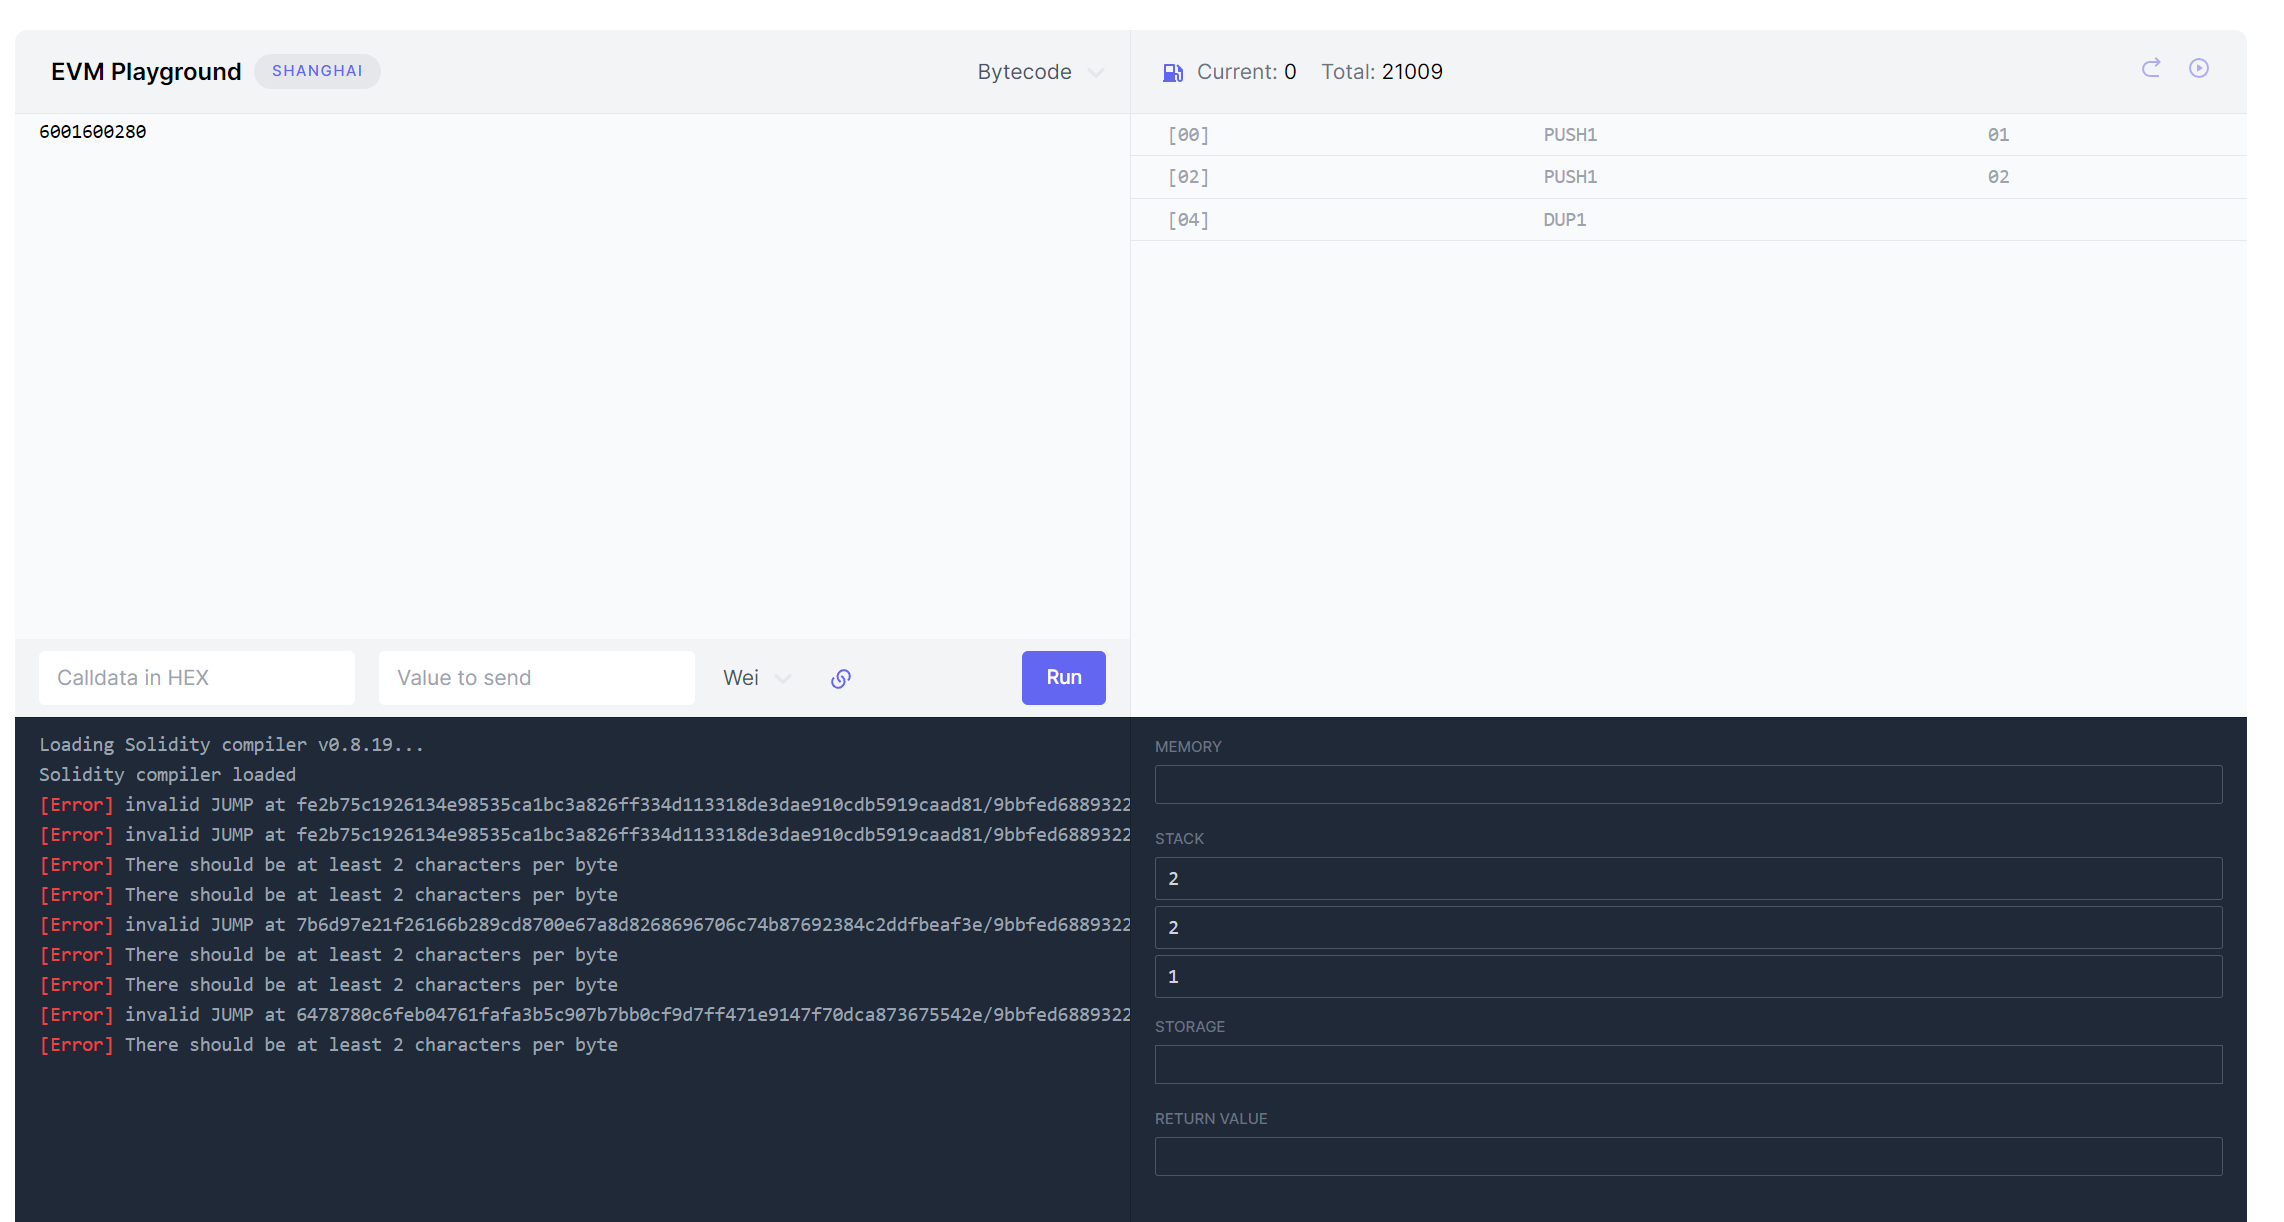 EVM Playground SHANGHAI Bytecode
6001600280
Calldata in HEX Value to send Wei Run
Current: 0 Total: 21009
[00] PUSH1 01
[02] PUSH1 02
[04] DUP1
Loading Solidity compiler v0.8.19...
Solidity compiler loaded
[Error] invalid JUMP at fe2b75c1926134e98535ca1bc3a826ff334d113318de3dae910cdb5919caad81/9bbfed6889322
[Error] invalid JUMP at fe2b75c1926134e98535ca1bc3a826ff334d113318de3dae910cdb5919caad81/9bbfed6889322
[Error] There should be at least 2 characters per byte
[Error] There should be at least 2 characters per byte
[Error] invalid JUMP at 7b6d97e21f26166b289cd8700e67a8d8268696706c74b87692384c2ddfbeaf3e/9bbfed6889322
[Error] There should be at least 2 characters per byte
[Error] There should be at least 2 characters per byte
[Error] invalid JUMP at 6478780c6feb04761fafa3b5c907b7bb0cf9d7ff471e9147f70dca873675542e/9bbfed6889322
[Error] There should be at least 2 characters per byte
MEMORY
STACK
2
2
1
STORAGE
RETURN VALUE